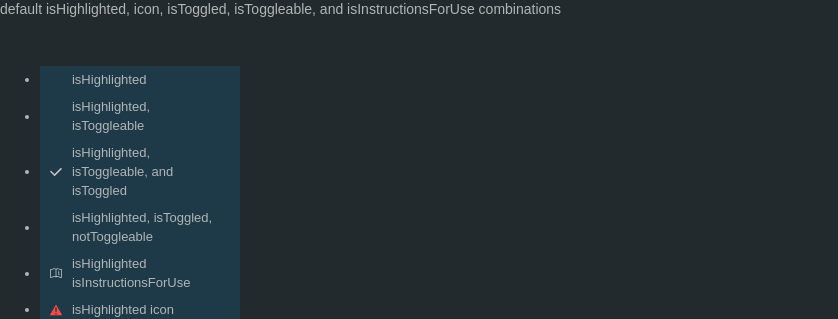 default isHighlighted, icon, isToggled, isToggleable, and isInstructionsForUse combinations
isHighlighted
isHighlighted,
isToggleable
isHighlighted,
isToggleable, and
isToggled
isHighlighted, isToggled,
notToggleable
isHighlighted
isInstructionsForUse
isHighlighted icon